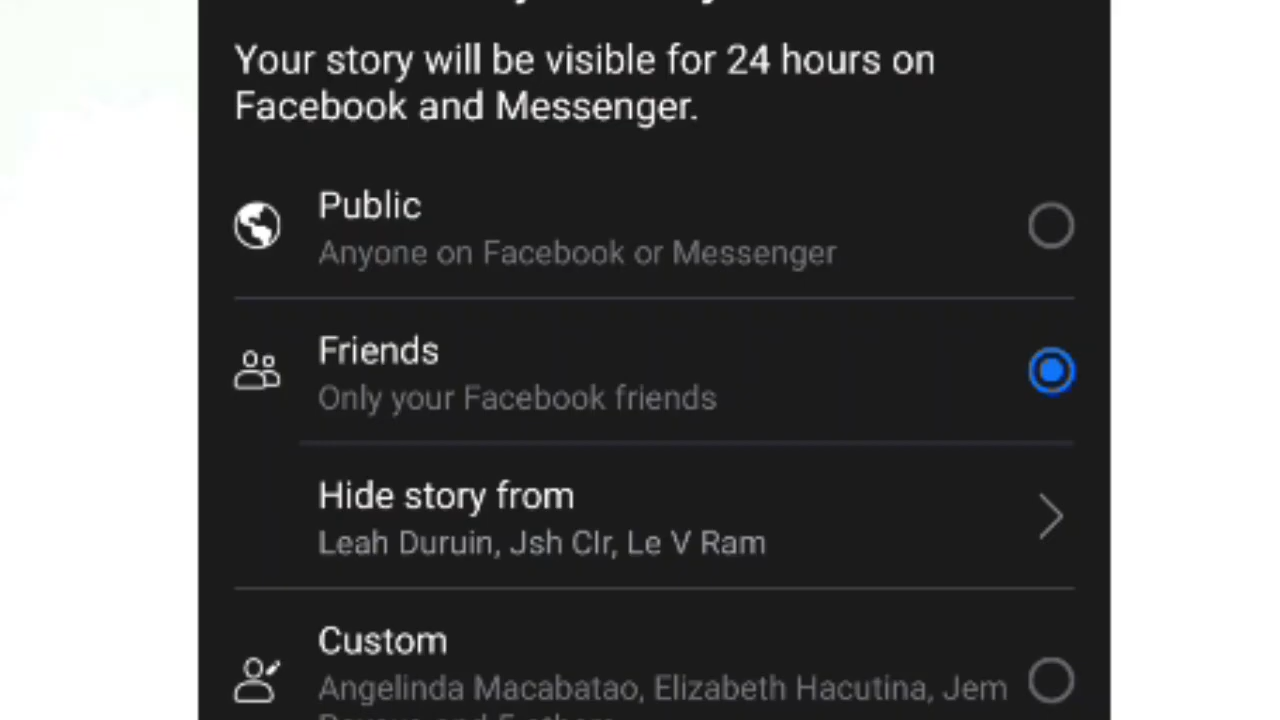 Your story will be visible for 24 hours on
Facebook and Messenger.
Public
Anyone on Facebook or Messenger
Friends
Only your Facebook friends
Hide story from
Leah Duruin, Jsh Clr, Le V Ram
Custom
Angelinda Macabatao, Elizabeth Hacutina, Jem